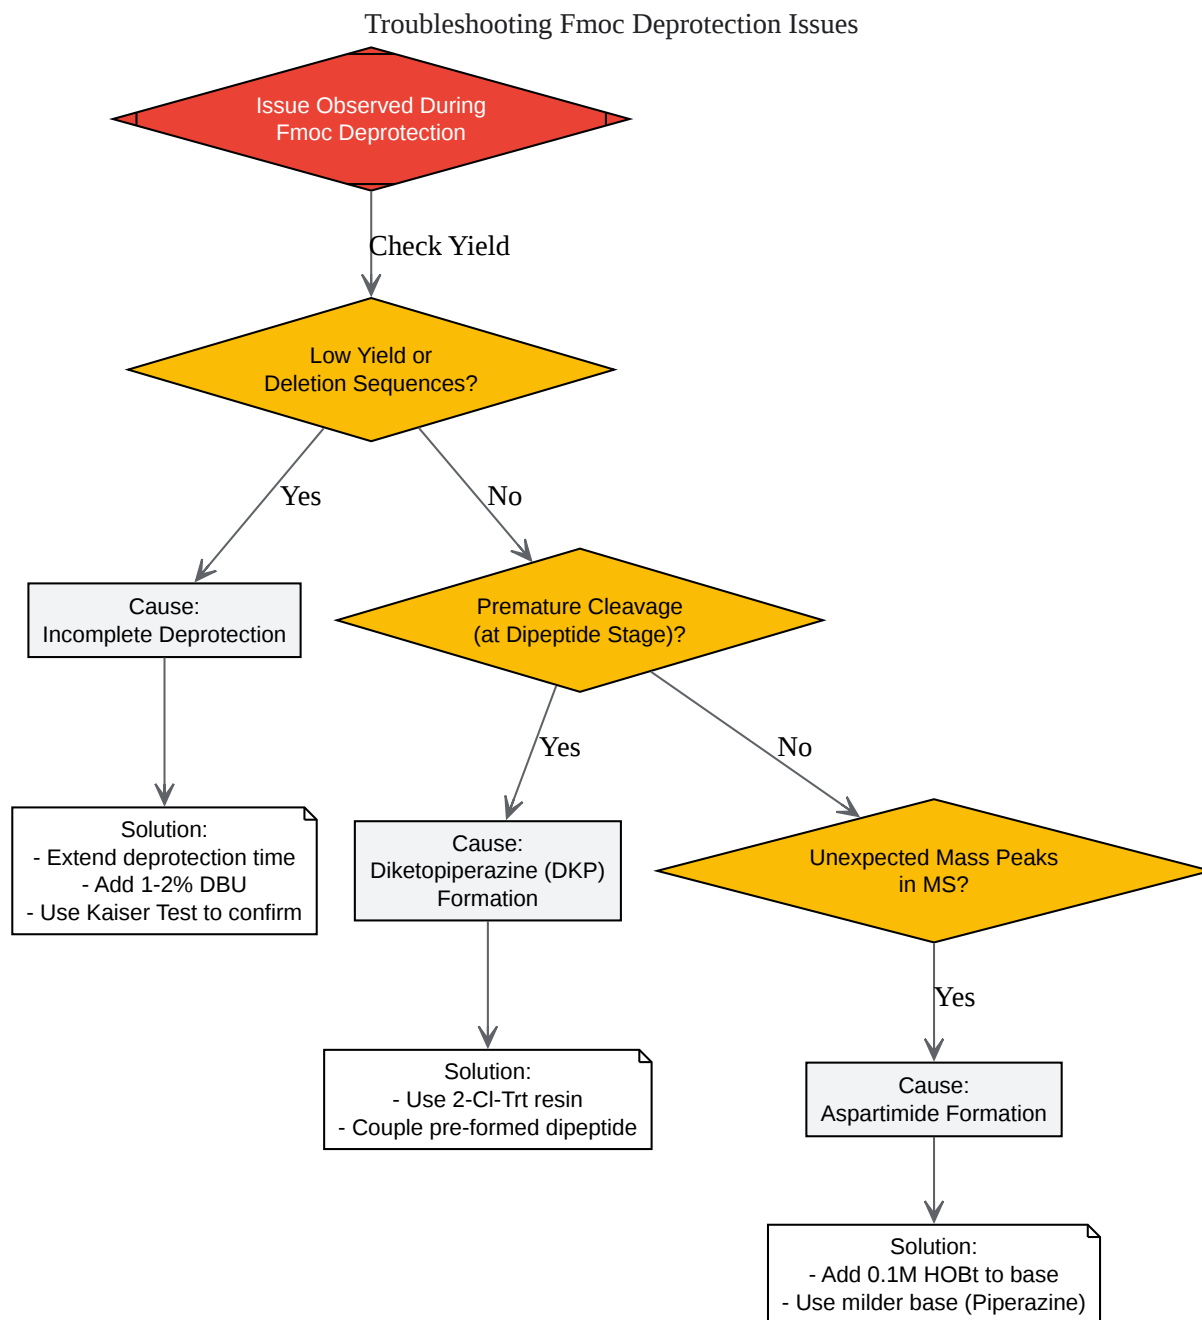 Troubleshooting Fmoc Deprotection Issues
Issue Observed During
Fmoc Deprotection
Check Yield
Low Yield or
Deletion Sequences?
Yes
No
Cause:
Incomplete Deprotection
Premature Cleavage
(at Dipeptide Stage)?
Yes
No
Solution:
- Extend deprotection time
- Add 1-2% DBU
- Use Kaiser Test to confirm
Cause:
Diketopiperazine (DKP)
Formation
Unexpected Mass Peaks
in MS?
Yes
Solution:
- Use 2-Cl-Trt resin
- Couple pre-formed dipeptide
Cause:
Aspartimide Formation
Solution:
- Add 0.1M HOBt to base
- Use milder base (Piperazine)